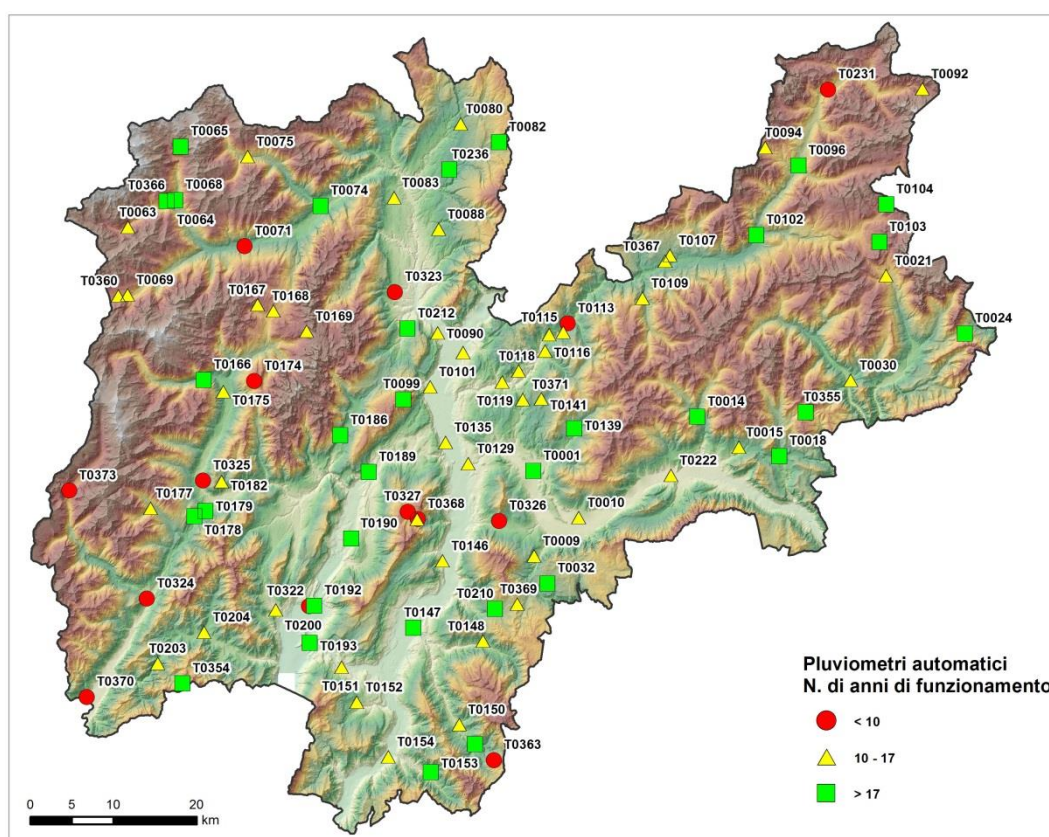 T0231
T0092
T0080
T0082
T0065
T0075
T0094
T0096
T0236
T0366
T0068
T0074
T0083
T0104
T0063
T0064
T0088
T0102
T0103
T0071
T0367
T0107
T0021
T0360
T0069
T0323
T0109
T0167
T0168
T0169
T0212
T0090
T0115
T0113
T0024
T0116
T0118
T0166
T0174
T0101
T0371
T0030
T0175
T0099
T0119
T0141
T0014
T0355
T0186
T0135
T0139
T0015
T0018
T0189
T0129
T0001
T0222
T0373
T0325
T0182
T0177
T0179
T0178
T0327
T0368
T0326
T0010
T0190
T0146
T0009
T0032
T0324
T0322
T0192
T0210
T0369
T0204
T0200
T0147
T0148
T0203
T0193
T0354
T0151
T0152
T0370
T0150
T0154
T0153
T0363
Pluviometri automatici
N. di anni di funzionamento
< 10
10 - 17
> 17
0 5 10 20
km